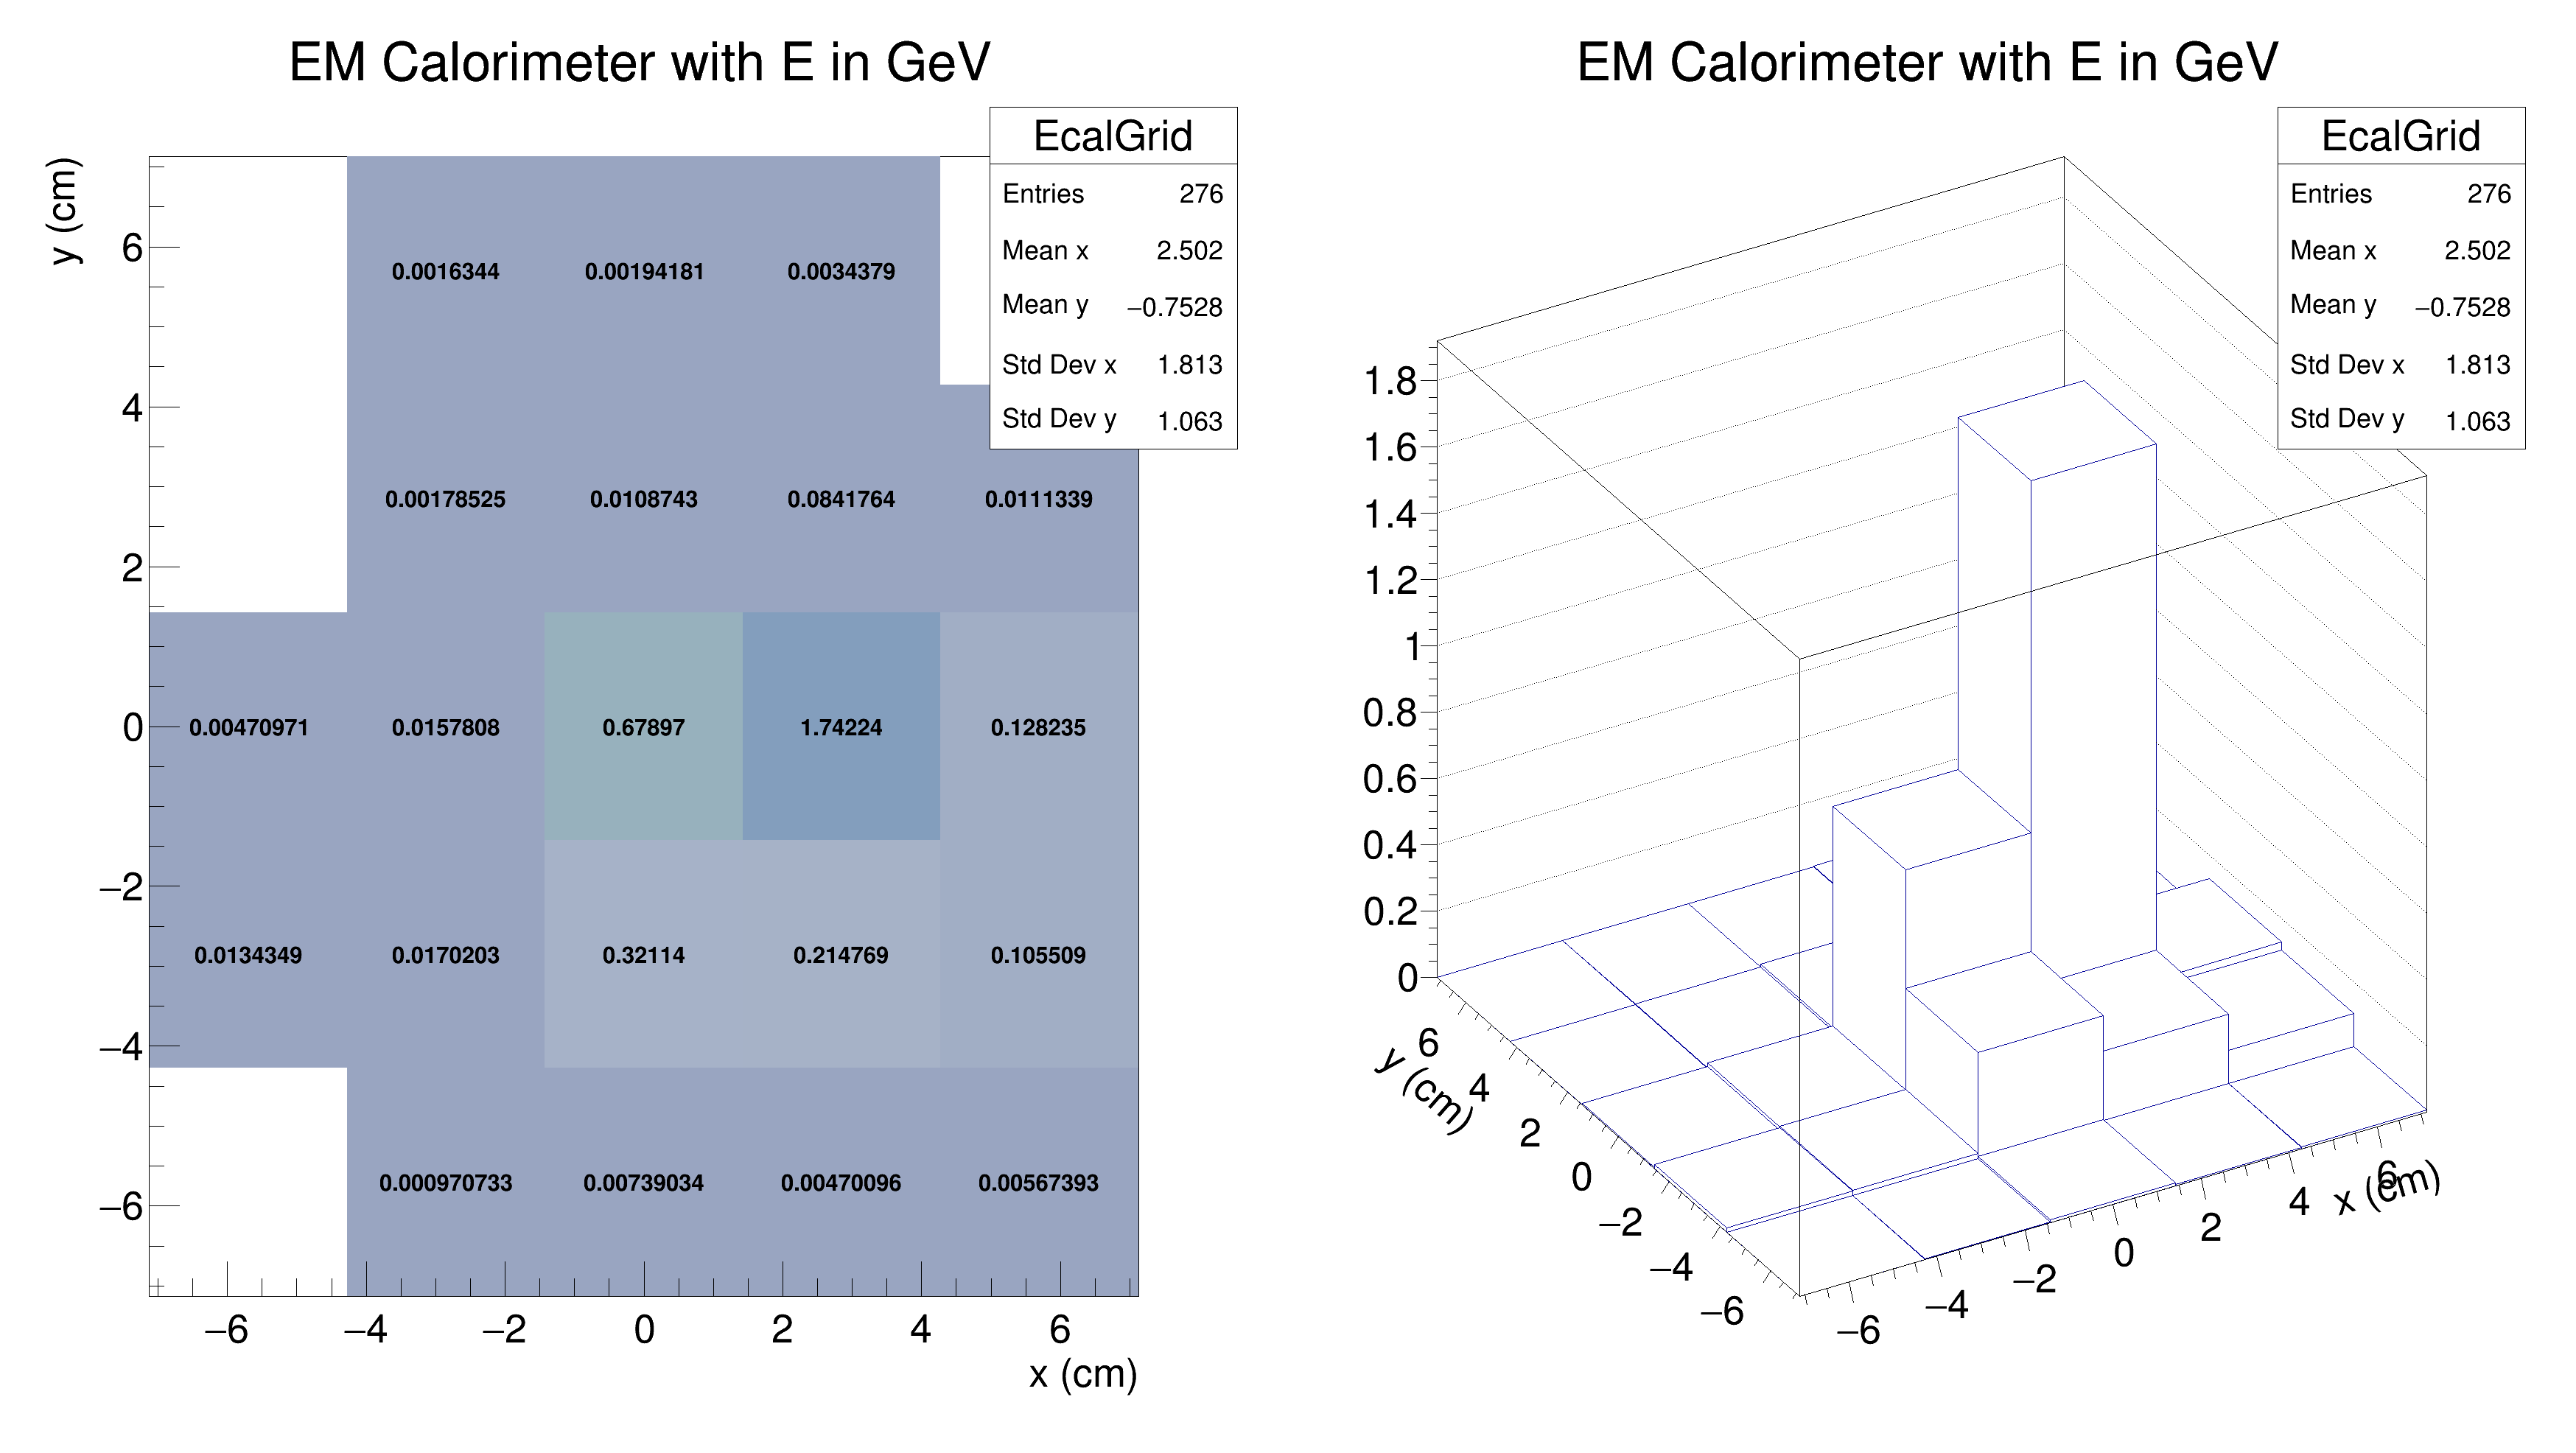 EM Calorimeter with E in GeV
EcalGrid
Entries 276
Mean x 2.502
Mean y −0.7528
Std Dev x 1.813
Std Dev y 1.063
y (cm)
6
4
2
0
−2
−4
−6
0.0016344 0.00194181 0.0034379
0.00178525 0.0108743 0.0841764 0.0111339
0.00470971 0.0157808 0.67897 1.74224 0.128235
0.0134349 0.0170203 0.32114 0.214769 0.105509
0.000970733 0.00739034 0.00470096 0.00567393
−6 −4 −2 0 2 4 6
x (cm)
EM Calorimeter with E in GeV
EcalGrid
Entries 276
Mean x 2.502
Mean y −0.7528
Std Dev x 1.813
Std Dev y 1.063
1.8
1.6
1.4
1.2
1
0.8
0.6
0.4
0.2
0
y (cm)
6
4
2
0
−2
−4
−6
−6 −4 −2 0 2 4 6
x (cm)